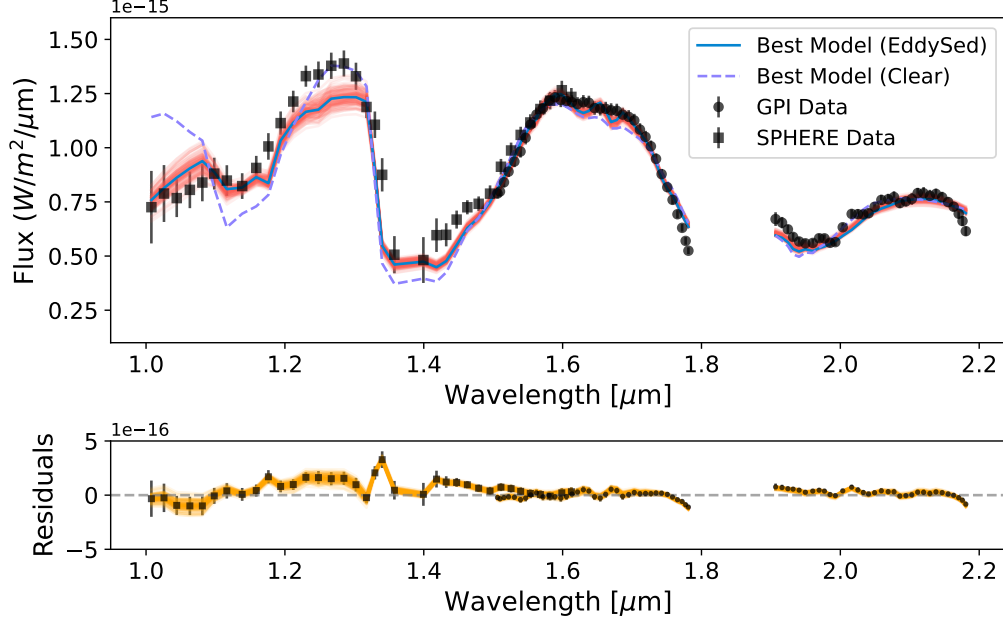 1e−15
Flux (W/m²/μm)
1.50
1.25
1.00
0.75
0.50
0.25
Best Model (EddySed)
Best Model (Clear)
GPI Data
SPHERE Data
1.0 1.2 1.4 1.6 1.8 2.0 2.2
Wavelength [μm]
1e−16
Residuals
5
0
−5
1.0 1.2 1.4 1.6 1.8 2.0 2.2
Wavelength [μm]